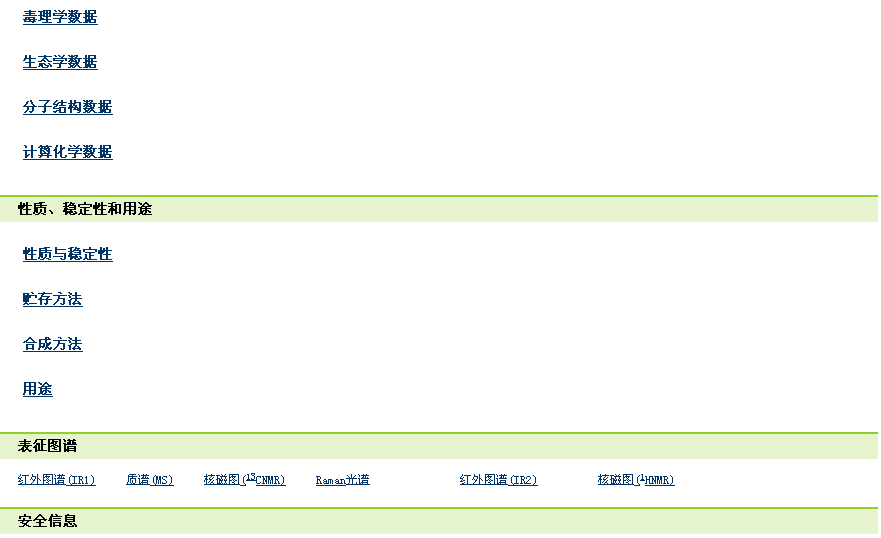 毒理学数据
生态学数据
分子结构数据
计算化学数据
性质、稳定性和用途
性质与稳定性
贮存方法
合成方法
用途
表征图谱
红外图谱(IR1) 质谱(MS) 核磁图(¹³CNMR) Raman光谱 红外图谱(IR2) 核磁图(¹HNMR)
安全信息